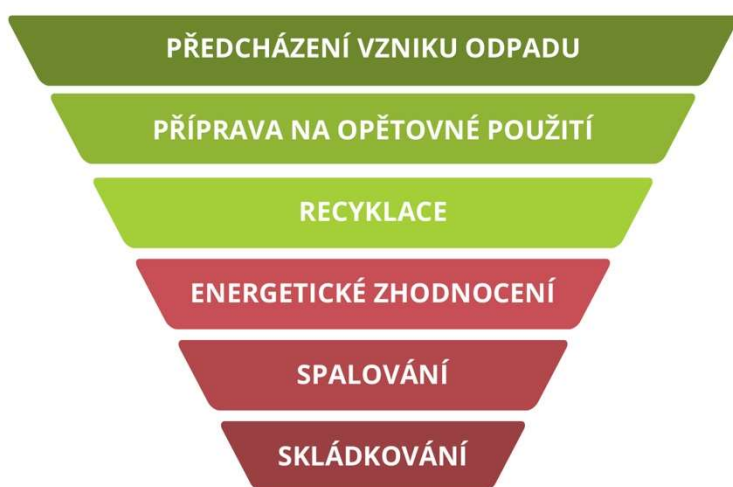 PŘEDCHÁZENÍ VZNIKU ODPADU
PŘÍPRAVA NA OPĚTOVNÉ POUŽITÍ
RECYKLACE
ENERGETICKÉ ZHODNOCENÍ
SPALOVÁNÍ
SKLÁDKOVÁNÍ